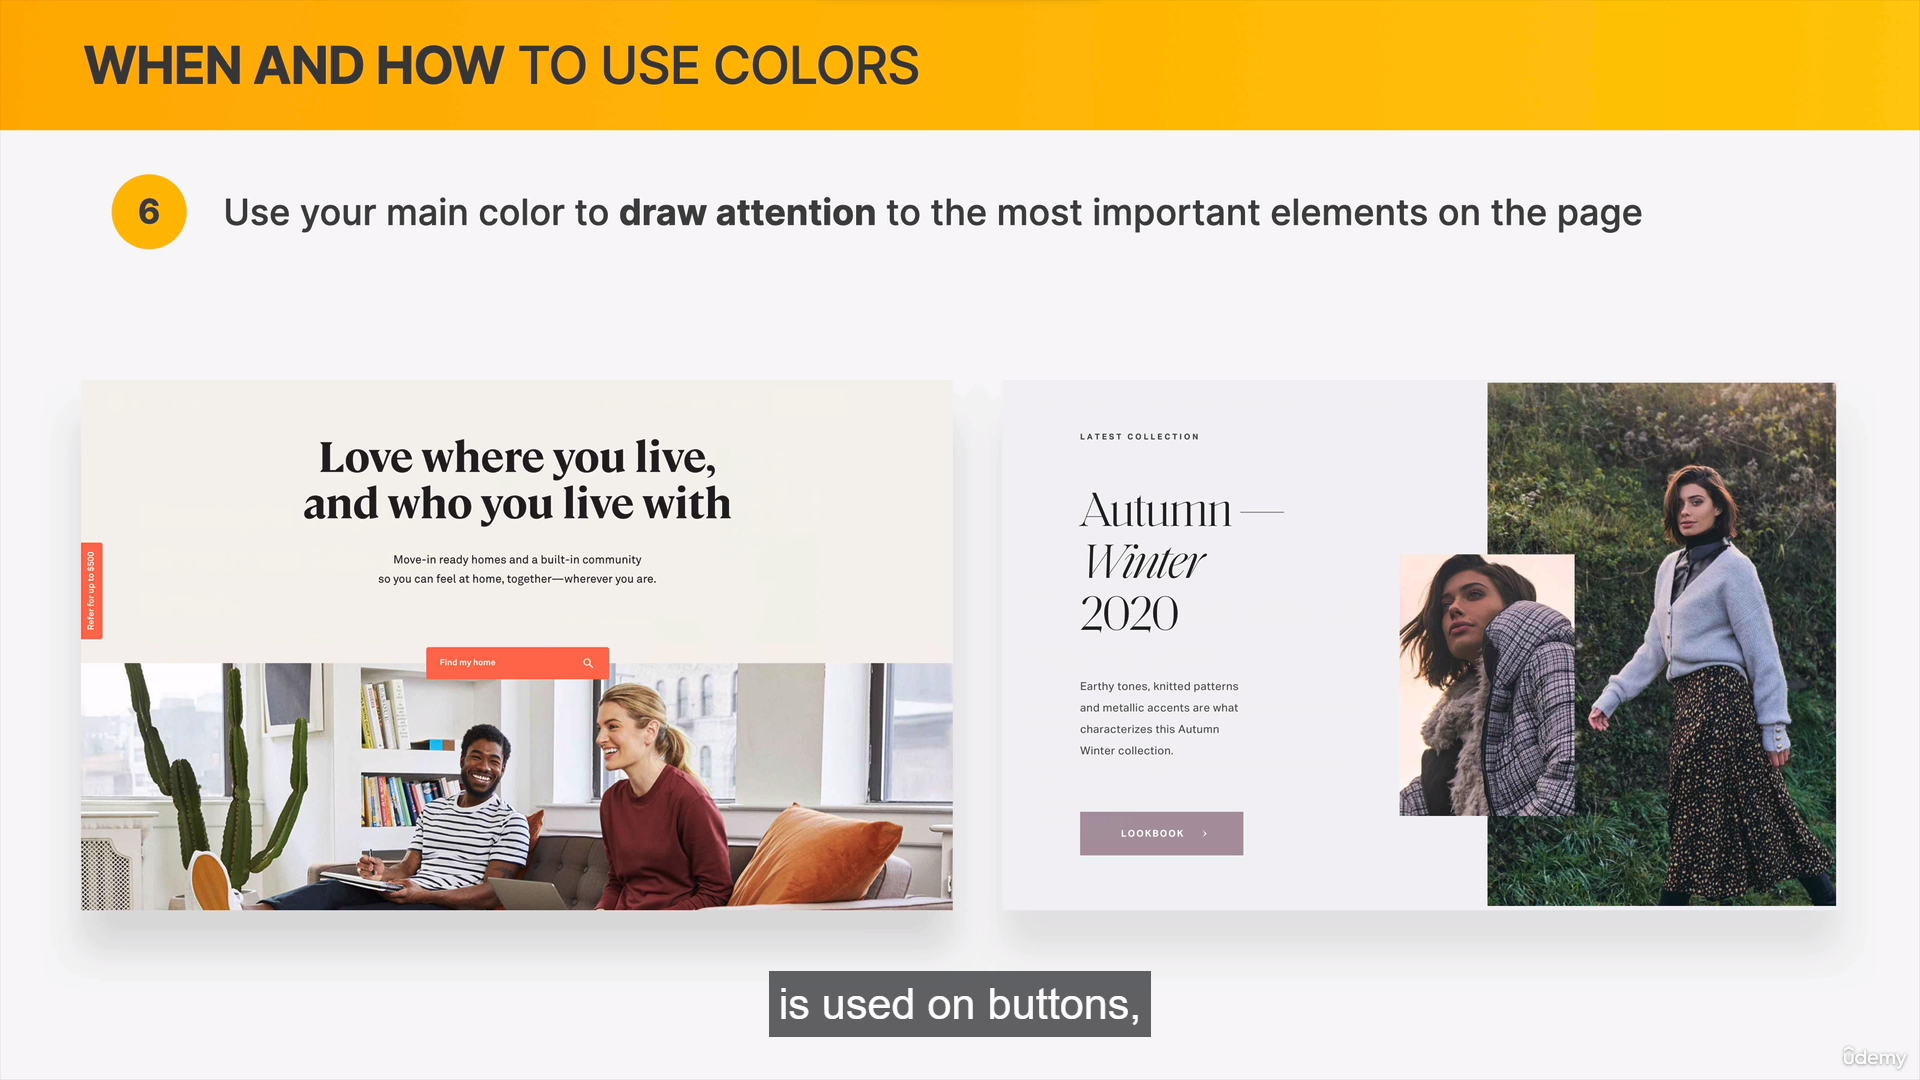 WHEN AND HOW TO USE COLORS
6
Use your main color to draw attention to the most important elements on the page
Love where you live,
and who you live with
Move-in ready homes and a built-in community
so you can feel at home, together—wherever you are.
Refer for up to $500
Find my home
LATEST COLLECTION
Autumn —
Winter
2020
Earthy tones, knitted patterns
and metallic accents are what
characterizes this Autumn
Winter collection.
LOOKBOOK >
is used on buttons,
ûdemy